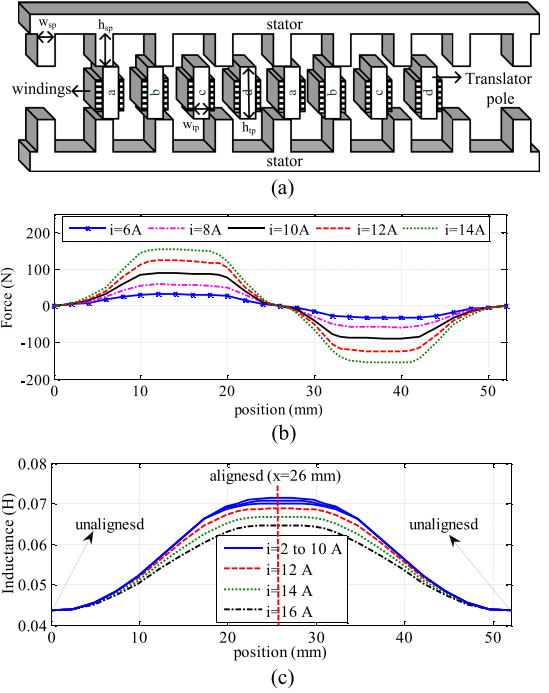 w_sp
h_sp
stator
windings
a
b
c
d
a
b
c
d
Translator
pole
w_tp
h_tp
stator
(a)
i=6A
i=8A
i=10A
i=12A
i=14A
200
100
0
-100
-200
Force (N)
0
10
20
30
40
50
position (mm)
(b)
0.08
0.07
0.06
0.05
0.04
Inductance (H)
alignesd (x=26 mm)
unalignesd
unalignesd
i=2 to 10 A
i=12 A
i=14 A
i=16 A
0
10
20
30
40
50
position (mm)
(c)